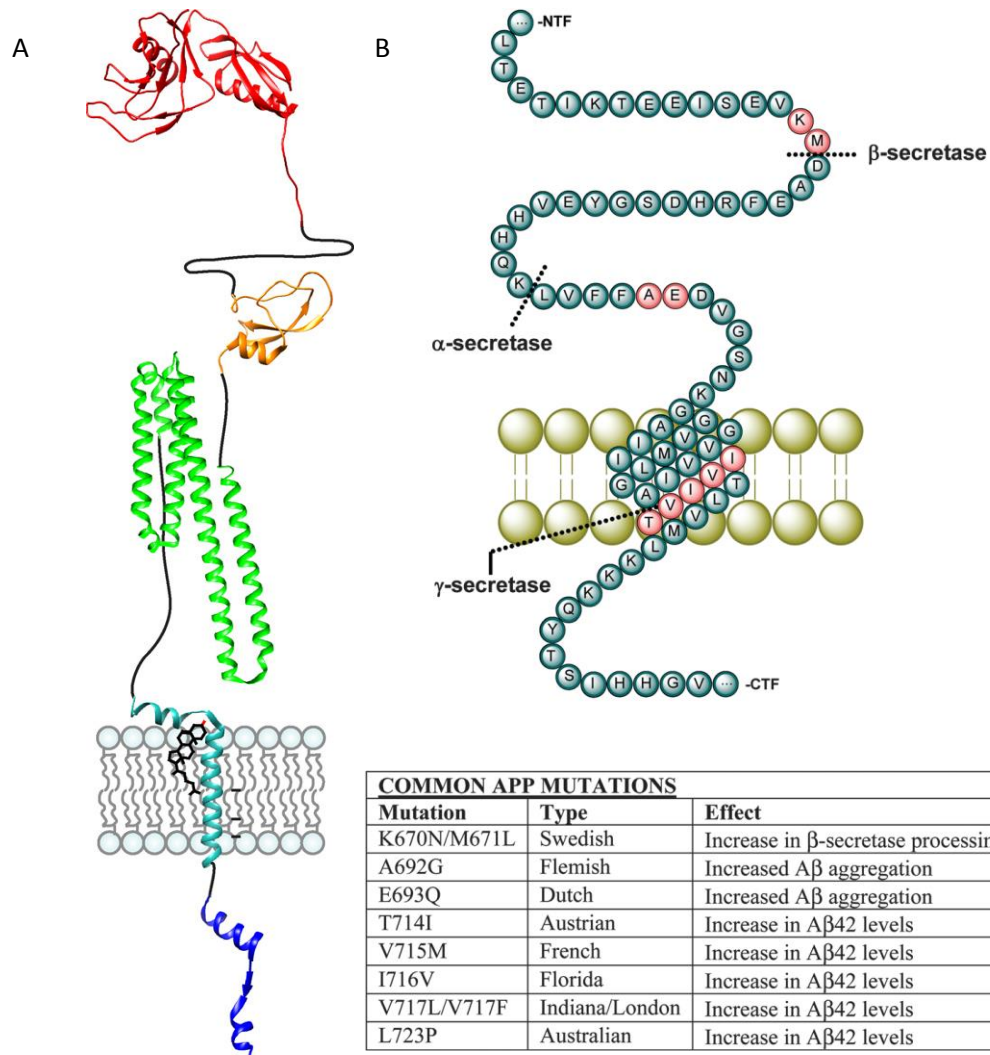 A
B
... -NTF
L
T
E
T I K T E E I S E V
K
M
β-secretase
D
A
H V E Y G S D H R F E
H
Q
K L V F F A E D
V
G
S
N
α-secretase
K
G A I I
G L M V G
G V V I A
T V I V I
T L V M L
γ-secretase
K
K
K
Q
Y
T
S I H H G V ... -CTF
COMMON APP MUTATIONS
Mutation Type Effect
K670N/M671L Swedish Increase in β-secretase processin
A692G Flemish Increased Aβ aggregation
E693Q Dutch Increased Aβ aggregation
T714I Austrian Increase in Aβ42 levels
V715M French Increase in Aβ42 levels
I716V Florida Increase in Aβ42 levels
V717L/V717F Indiana/London Increase in Aβ42 levels
L723P Australian Increase in Aβ42 levels